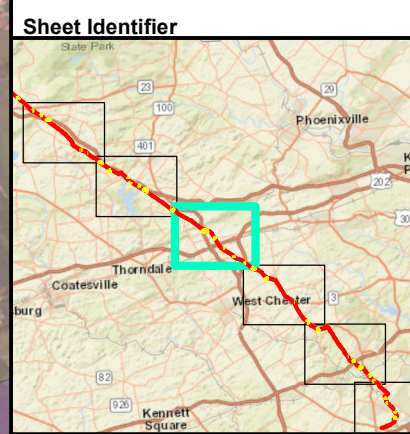 Sheet Identifier
State Park
23
29
100
Phoenixville
401
K
P
202
30
Thorndale
Coatesville
West Chester
3
burg
82
926
Kennett
Square